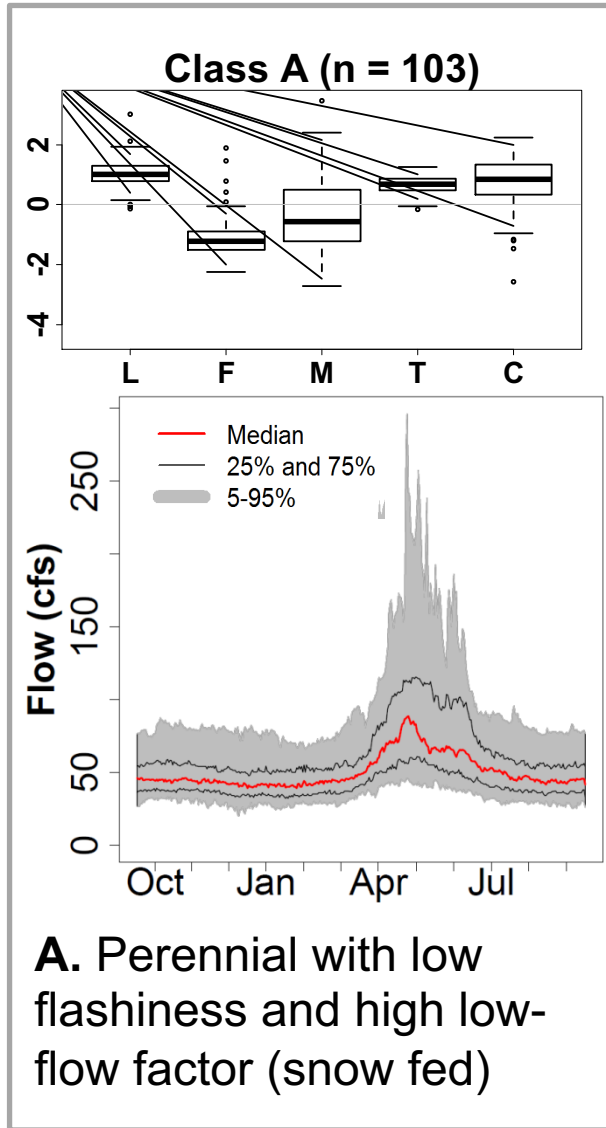 Class A (n = 103)
2
0
-2
-4
L F M T C
Median
25% and 75%
5-95%
Flow (cfs)
250
150
50
0
Oct Jan Apr Jul
A. Perennial with low
flashiness and high low-
flow factor (snow fed)